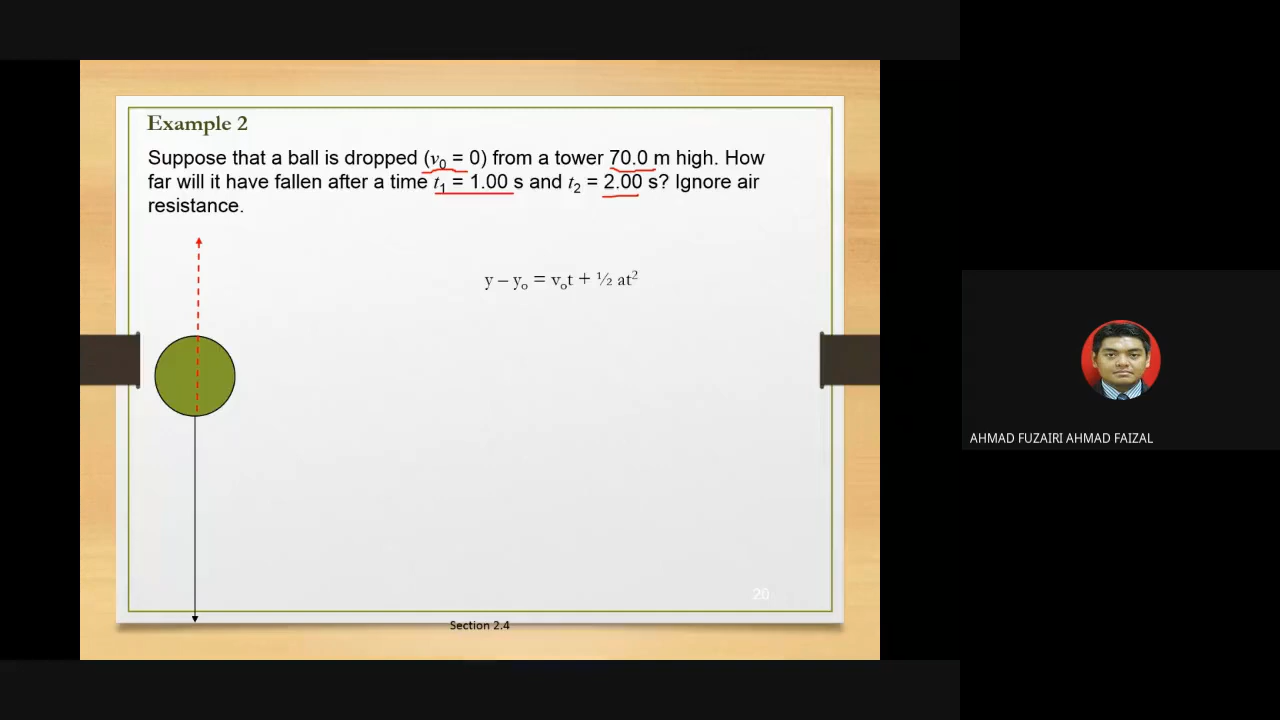 Example 2
Suppose that a ball is dropped (v₀ = 0) from a tower 70.0 m high. How
far will it have fallen after a time t₁ = 1.00 s and t₂ = 2.00 s? Ignore air
resistance.
y – yₒ = vₒt + ½ at²
20
Section 2.4
AHMAD FUZAIRI AHMAD FAIZAL